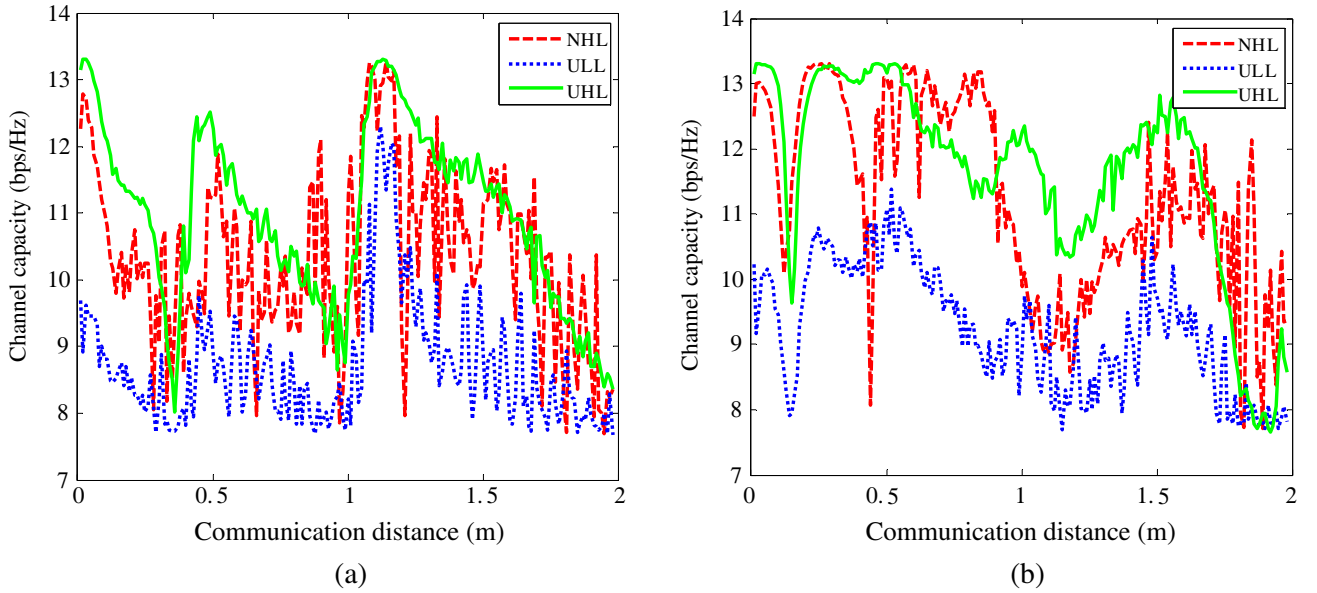 14
13
12
11
10
9
8
7
0
0.5
1
1.5
2
Channel capacity (bps/Hz)
Communication distance (m)
NHL
ULL
UHL
(a)
14
13
12
11
10
9
8
7
0
0.5
1
1.5
2
Channel capacity (bps/Hz)
Communication distance (m)
NHL
ULL
UHL
(b)